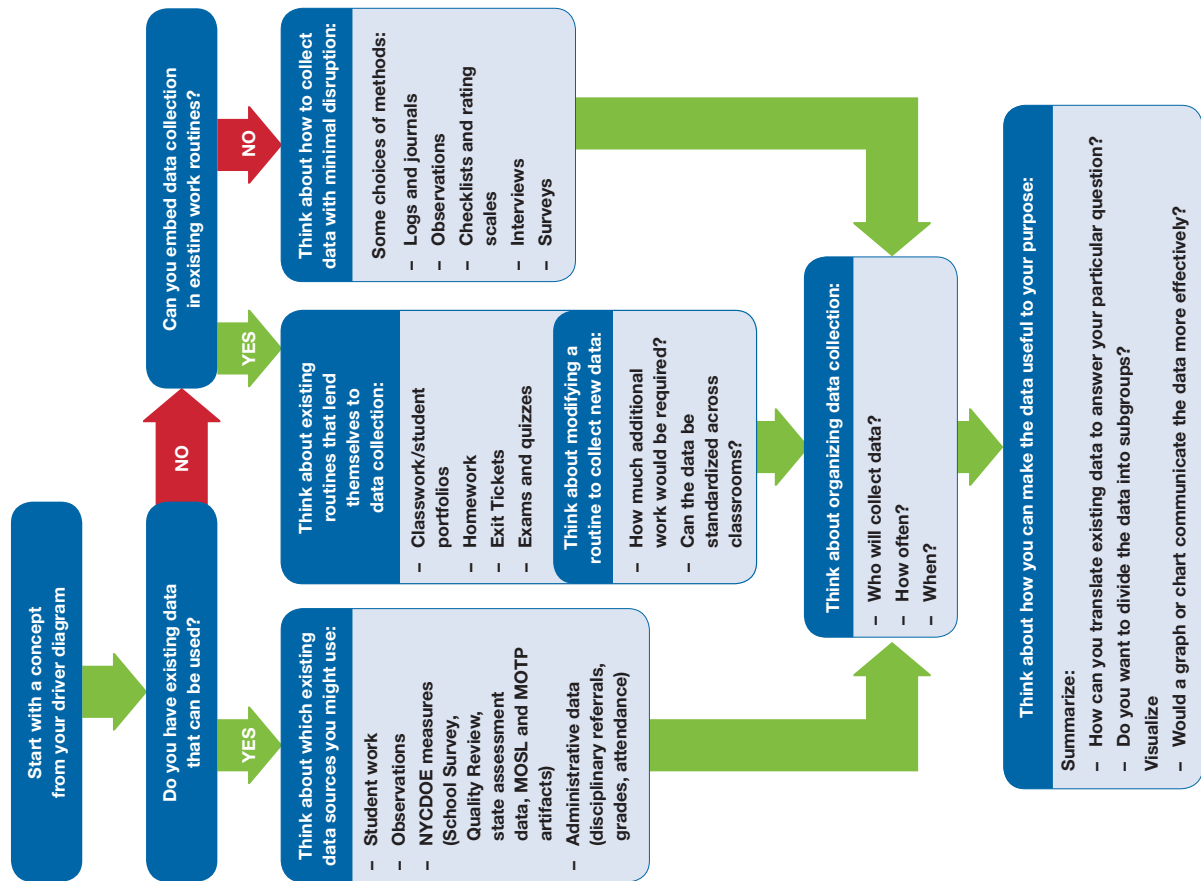 Start with a concept
from your driver diagram
Do you have existing data
that can be used?
NO
Can you embed data collection
in existing work routines?
YES
YES
NO
Think about which existing
data sources you might use:
– Student work
– Observations
– NYCDOE measures
(School Survey,
Quality Review,
state assessment
data, MOSL and MOTP
artifacts)
– Administrative data
(disciplinary referrals,
grades, attendance)
Think about existing
routines that lend
themselves to
data collection:
– Classwork/student
portfolios
– Homework
– Exit Tickets
– Exams and quizzes
Think about modifying a
routine to collect new data:
– How much additional
work would be required?
– Can the data be
standardized across
classrooms?
Think about how to collect
data with minimal disruption:
Some choices of methods:
– Logs and journals
– Observations
– Checklists and rating
scales
– Interviews
– Surveys
Think about organizing data collection:
– Who will collect data?
– How often?
– When?
Think about how you can make the data useful to your purpose:
Summarize:
– How can you translate existing data to answer your particular question?
– Do you want to divide the data into subgroups?
Visualize
– Would a graph or chart communicate the data more effectively?